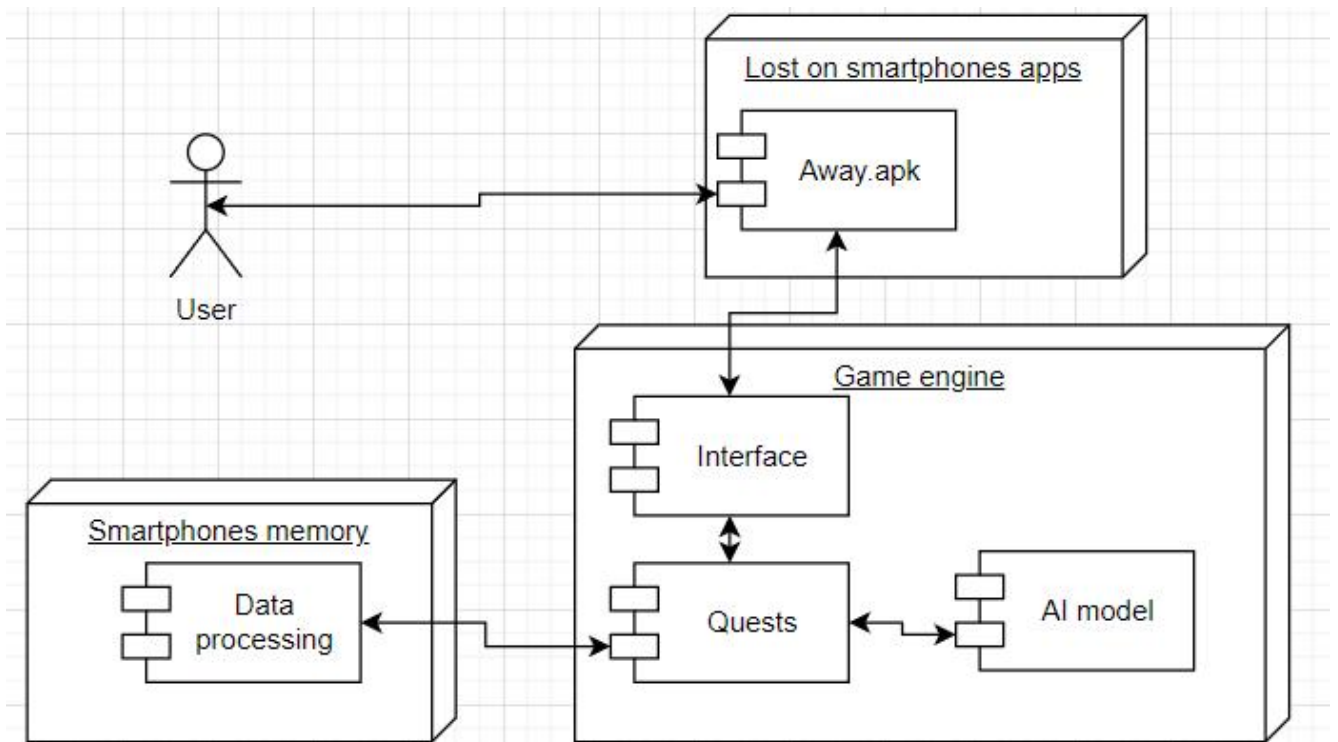 Lost on smartphones apps
Away.apk
User
Game engine
Interface
Smartphones memory
Data
processing
Quests
AI model